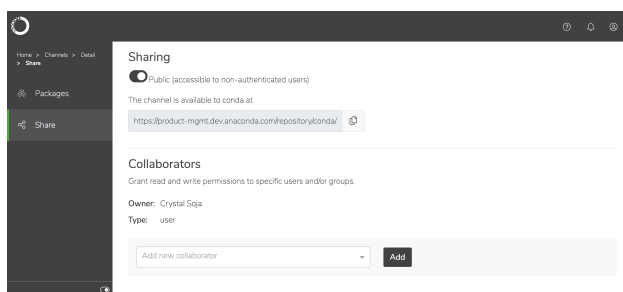 Home > Channels > Detail
> Share
Packages
Share
Sharing
Public (accessible to non-authenticated users)
The channel is available to conda at
https://product-mgmt.dev.anaconda.com/repository/conda/
Collaborators
Grant read and write permissions to specific users and/or groups.
Owner: Crystal Soja
Type: user
Add new collaborator
Add